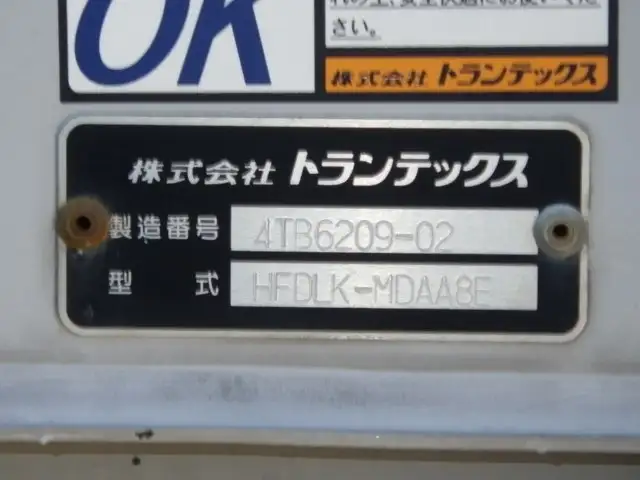 OK
さい。
株式会社 トランテックス
株式会社 トランテックス
製造番号 4TB6209-02
型式 HFDLK-MDAA8E